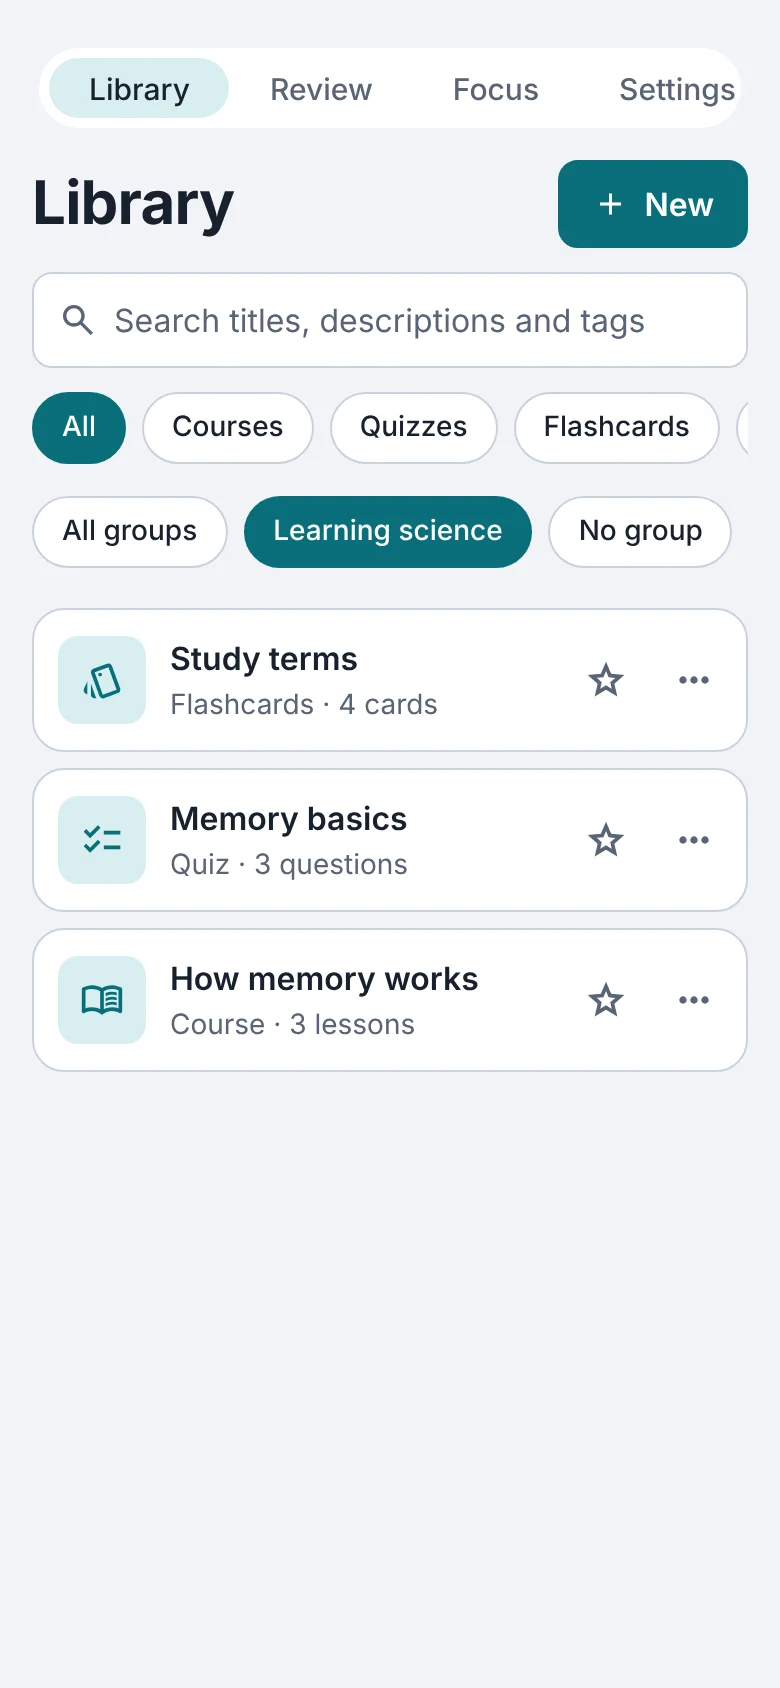 Library Review Focus Settings
Library
+ New
Search titles, descriptions and tags
All Courses Quizzes Flashcards
All groups Learning science No group
Study terms
Flashcards · 4 cards
Memory basics
Quiz · 3 questions
How memory works
Course · 3 lessons